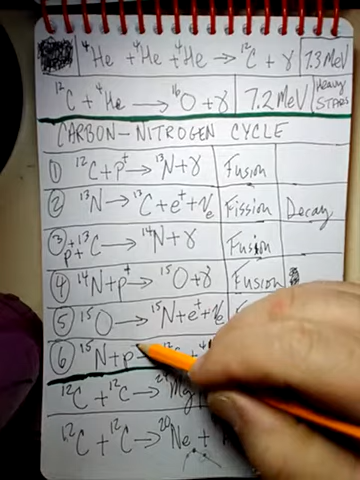 ⁴He + ⁴He + ⁴He → ¹²C + γ 7.3 MeV
¹²C + ⁴He → ¹⁶O + γ 7.2 MeV Heavy STARS
CARBON-NITROGEN CYCLE
① ¹²C + p⁺ → ¹³N + γ Fusion
② ¹³N → ¹³C + e⁺ + νₑ Fission Decay
③ p⁺ + ¹³C → ¹⁴N + γ Fusion
④ ¹⁴N + p⁺ → ¹⁵O + γ Fusion
⑤ ¹⁵O → ¹⁵N + e⁺ + νₑ
⑥ ¹⁵N + p
¹²C + ¹²C → Mg
¹²C + ¹²C → ²⁰Ne +